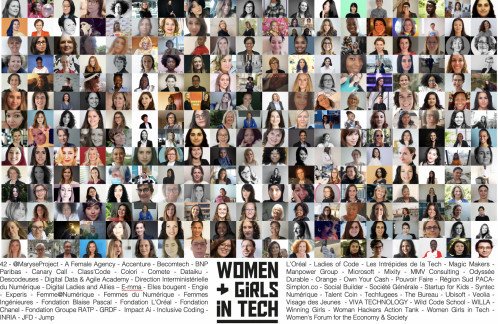 42 - @MaryseProject - A Female Agency - Accenture - Becomtech - BNP
Paribas - Canary Call - Class'Code - Colori - Comete - Dataiku -
Descodeuses - Digital Data & Agile Academy - Direction Interministérielle
du Numérique - Digital Ladies and Allies - E-mma - Elles bougent - Engie
- Experis - Femme@Numérique - Femmes du Numérique - Femmes
Ingénieures - Fondation Blaise Pascal - Fondation L'Oréal - Fondation
Chanel - Fondation Groupe RATP - GRDF - Impact Ai - Inclusive Coding -
INRIA - JFD - Jump
WOMEN
+ GiRLS
iN TECH
L'Oréal - Ladies of Code - Les Intrépides de la Tech - Magic Makers -
Manpower Group - Microsoft - Mixity - MMV Consulting - Odyssée
Durable - Orange - Own Your Cash - Pouvoir Faire - Région Sud PACA-
Simplon.co - Social Builder - Société Générale - Startup for Kids - Syntec
Numérique - Talent Coin - Techfugees - The Bureau - Ubisoft - Veolia -
Visage des Jeunes - VIVA TECHNOLOGY - Wild Code School - WILLA -
Winning Girls - Woman Hackers Action Tank - Women Girls in Tech -
Women's Forum for the Economy & Society